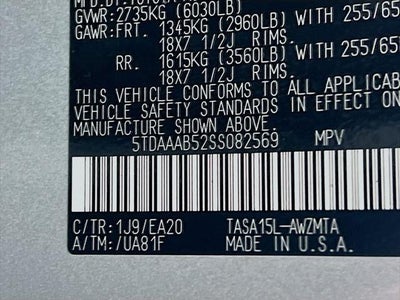 GVWR: 2735KG (6030LB)
GAWR: FRT. 1345KG (2960LB) WITH 255/65
18X7 1/2J RIMS.
RR. 1615KG (3560LB) WITH 255/65
18X7 1/2J RIMS.
THIS VEHICLE CONFORMS TO ALL APPLICABL
VEHICLE SAFETY STANDARDS IN EFFECT ON
MANUFACTURE SHOWN ABOVE.
5TDAAAB52SS082569 MPV
C/TR: 1J9/EA20 TASA15L-AWZMTA
A/TM: /UA81F MADE IN U.S.A.